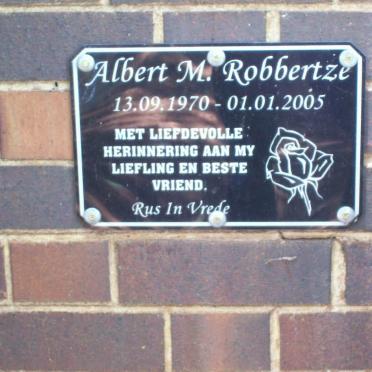 Albert M. Robbertze
13.09.1970 - 01.01.2005
MET LIEFDEVOLLE
HERINNERING AAN MY
LIEFLING EN BESTE
VRIEND.
Rus In Vrede